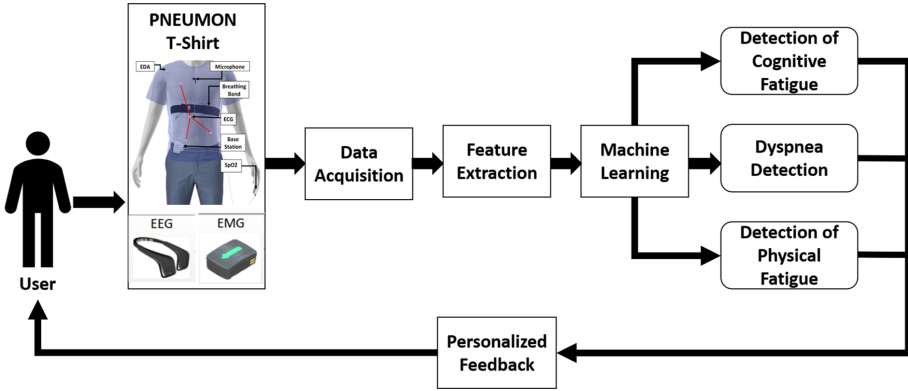 PNEUMON
T-Shirt
EDA
Microphone
Breathing
Band
ECG
Base
Station
SpO2
EEG
EMG
User
Data
Acquisition
Feature
Extraction
Machine
Learning
Detection of
Cognitive
Fatigue
Dyspnea
Detection
Detection of
Physical
Fatigue
Personalized
Feedback